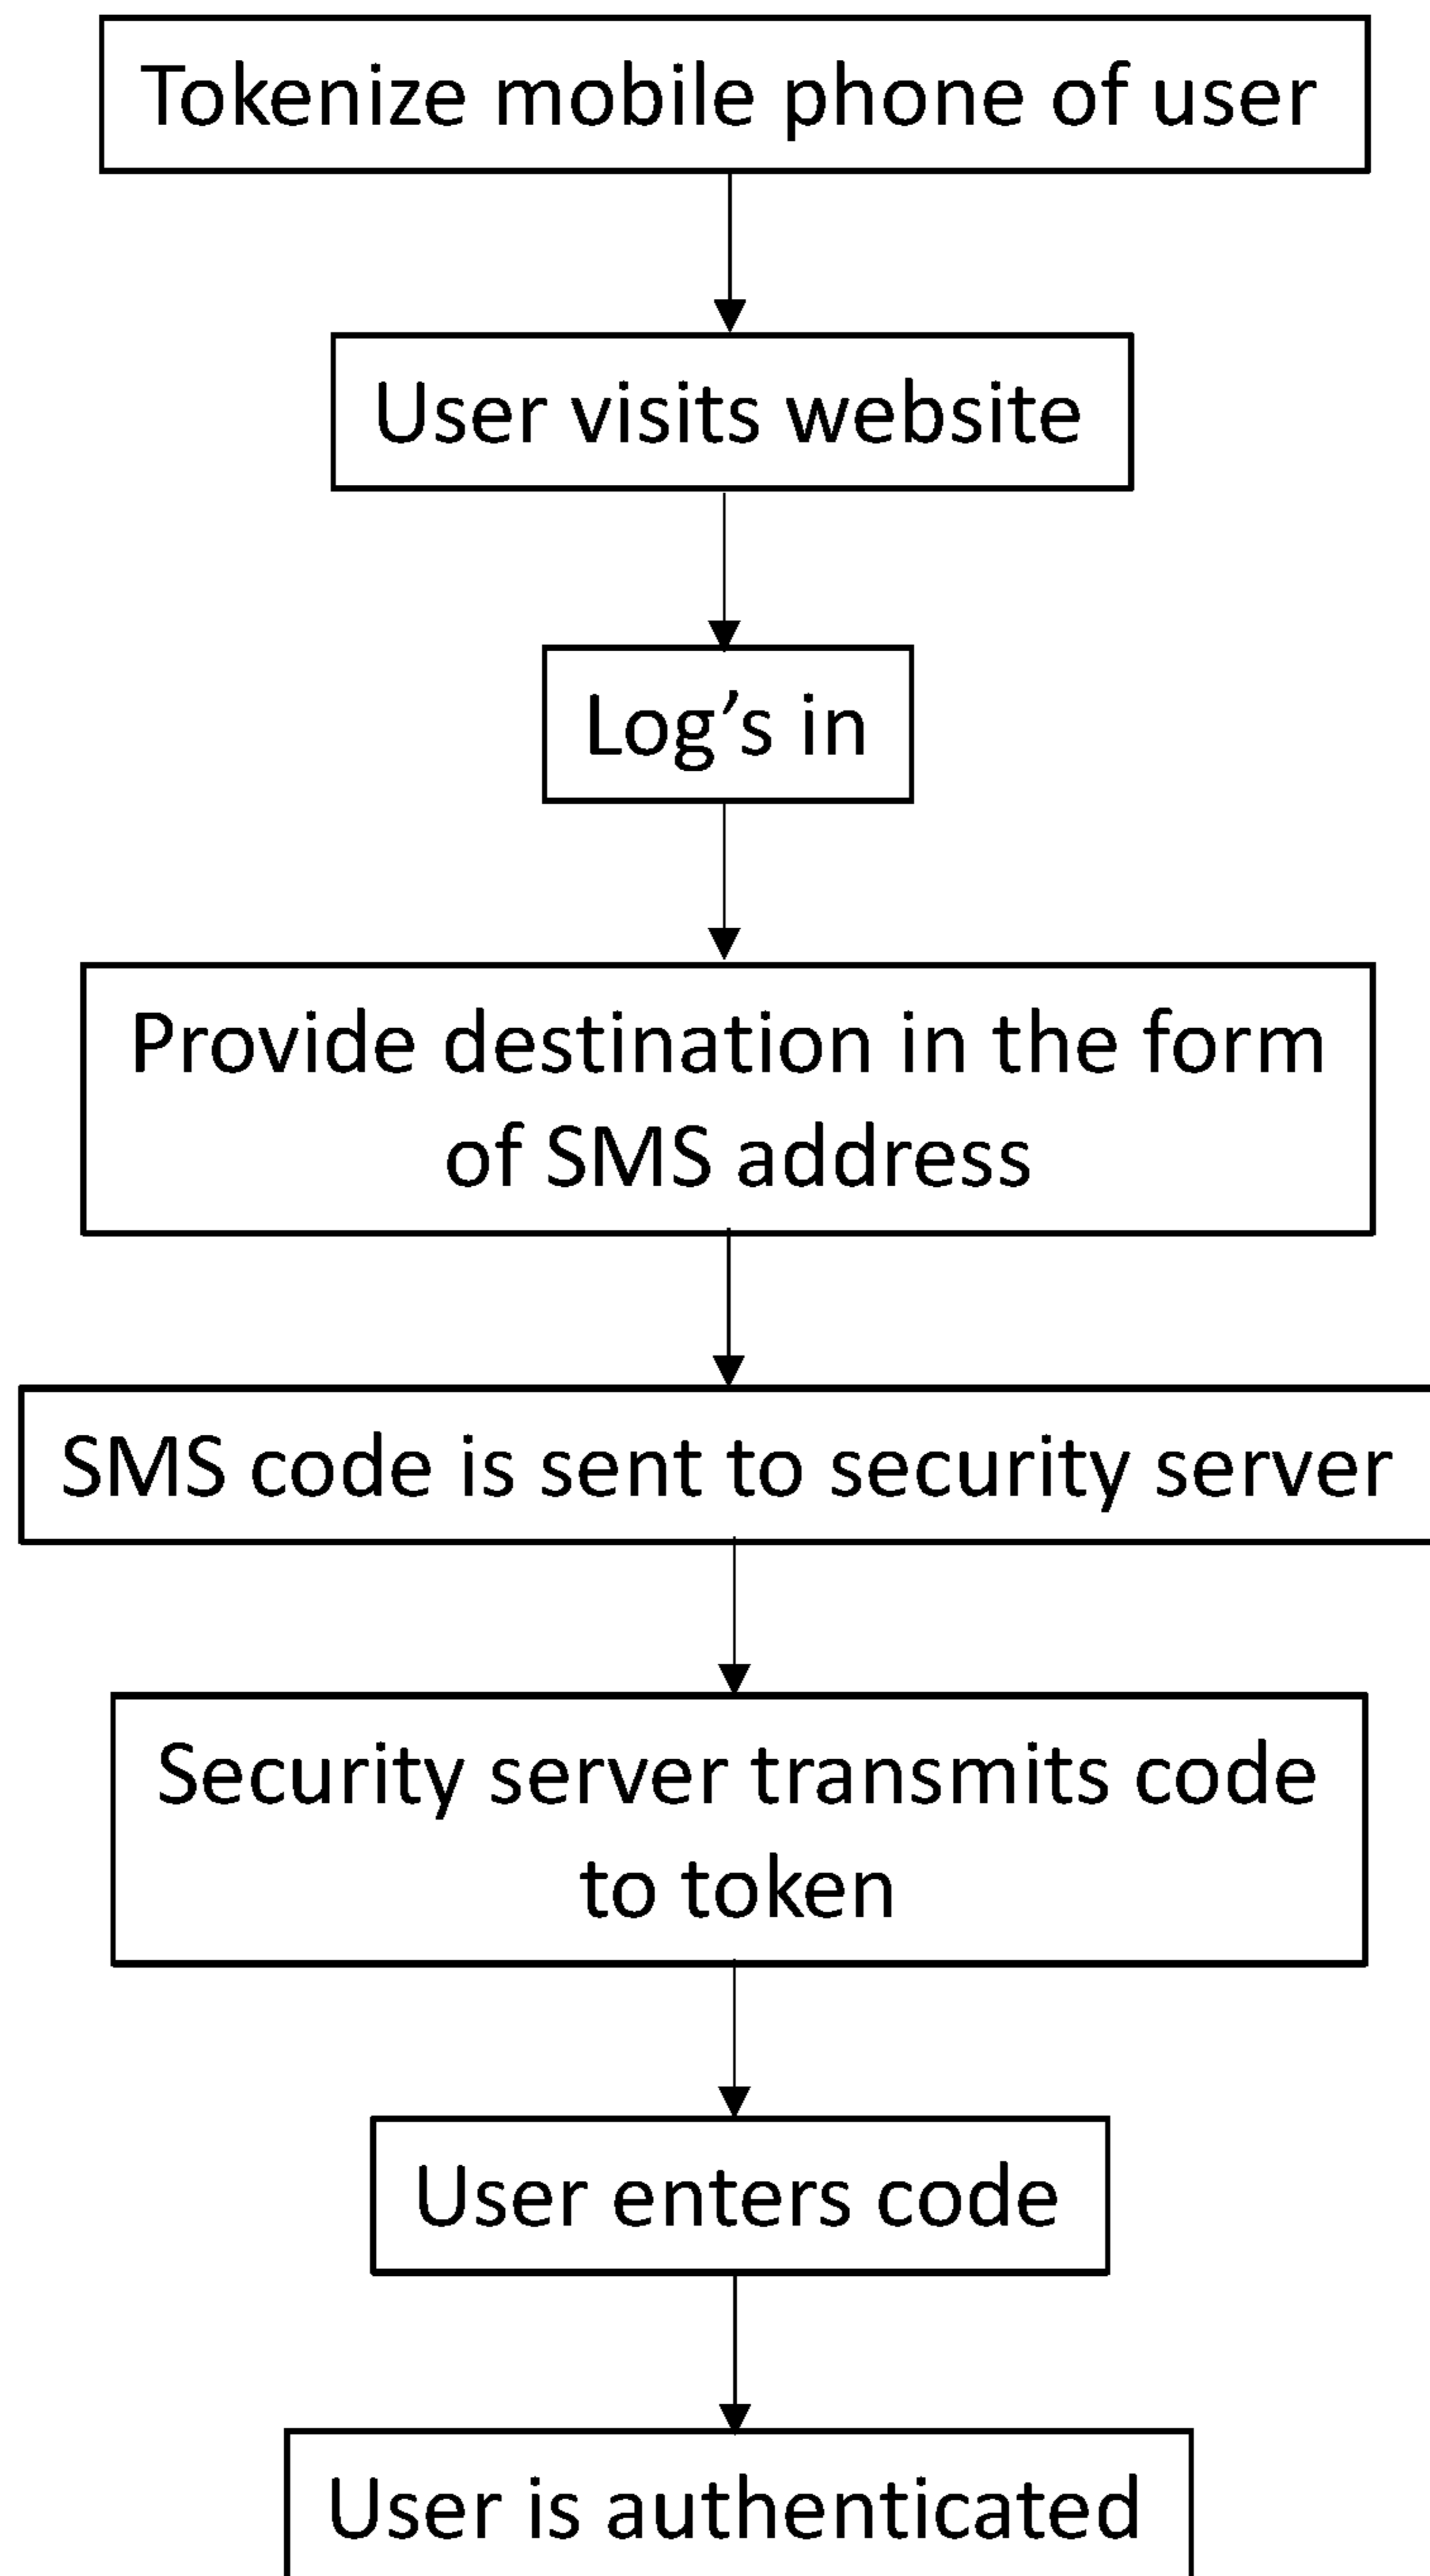 Tokenize mobile phone of user
User visits website
Log’s in
Provide destination in the form
of SMS address
SMS code is sent to security server
Security server transmits code
to token
User enters code
User is authenticated